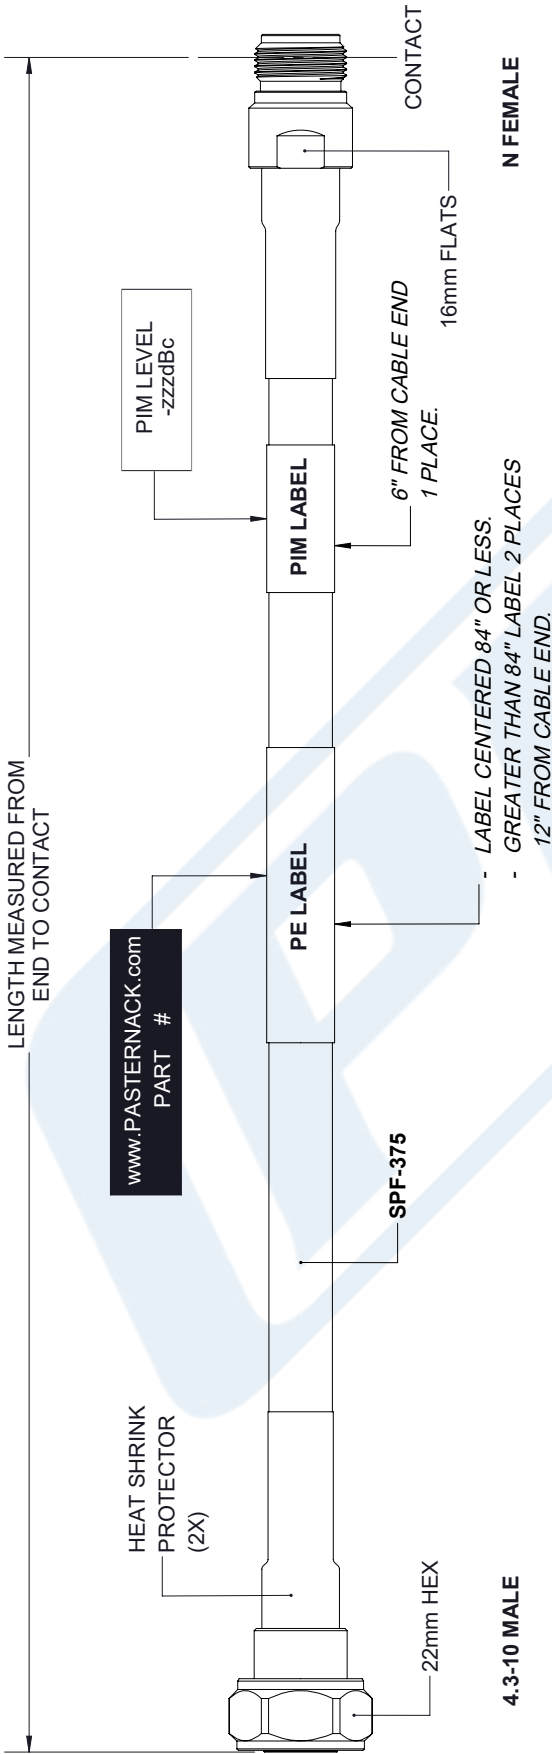 LENGTH MEASURED FROM
END TO CONTACT
HEAT SHRINK
PROTECTOR
(2X)
www.PASTERNACK.com
PART #
PIM LEVEL
-zzzdBc
PE LABEL
PIM LABEL
CONTACT
22mm HEX
SPF-375
6" FROM CABLE END
1 PLACE.
16mm FLATS
- LABEL CENTERED 84" OR LESS.
- GREATER THAN 84" LABEL 2 PLACES
12" FROM CABLE END.
4.3-10 MALE
N FEMALE